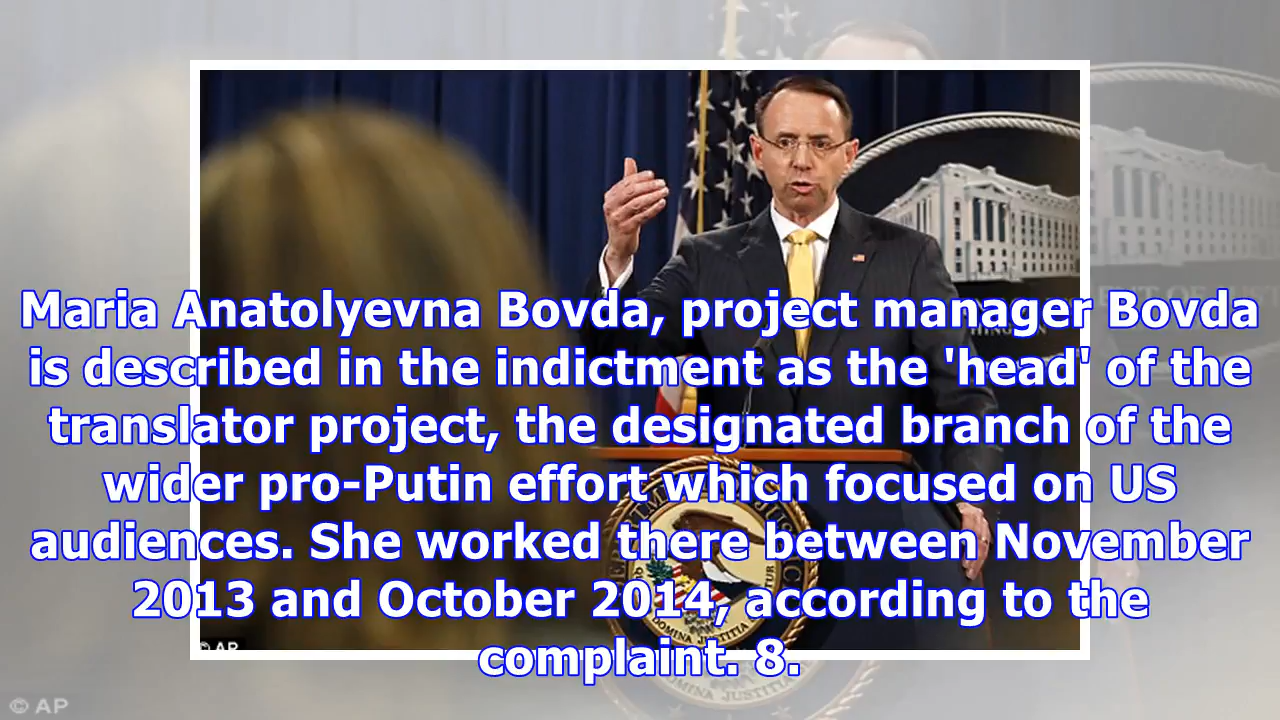 Maria Anatolyevna Bovda, project manager Bovda
is described in the indictment as the 'head' of the
translator project, the designated branch of the
wider pro-Putin effort which focused on US
audiences. She worked there between November
2013 and October 2014, according to the
complaint. 8.
© AP
© AP
DOMINA JUSTITIA